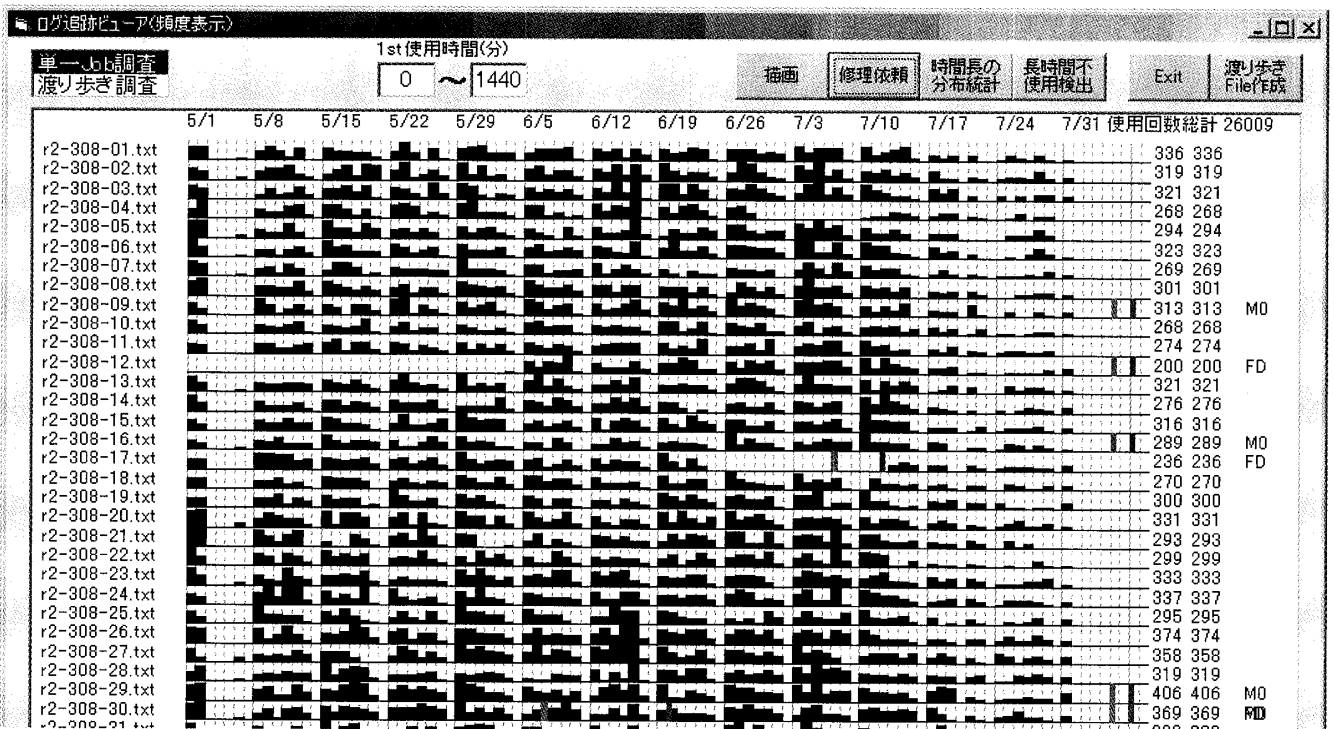 ログ追跡ビューア(頻度表示)
単一Job調査
渡り歩き調査
1st使用時間(分)
0 ～ 1440
描画
修理依頼
時間長の
分布統計
長時間不
使用検出
Exit
渡り歩き
File作成
5/1 5/8 5/15 5/22 5/29 6/5 6/12 6/19 6/26 7/3 7/10 7/17 7/24 7/31 使用回数総計 26009
r2-308-01.txt 336 336
r2-308-02.txt 319 319
r2-308-03.txt 321 321
r2-308-04.txt 268 268
r2-308-05.txt 294 294
r2-308-06.txt 323 323
r2-308-07.txt 269 269
r2-308-08.txt 301 301
r2-308-09.txt 313 313 MO
r2-308-10.txt 268 268
r2-308-11.txt 274 274
r2-308-12.txt 200 200 FD
r2-308-13.txt 321 321
r2-308-14.txt 276 276
r2-308-15.txt 316 316
r2-308-16.txt 289 289 MO
r2-308-17.txt 236 236 FD
r2-308-18.txt 270 270
r2-308-19.txt 300 300
r2-308-20.txt 331 331
r2-308-21.txt 293 293
r2-308-22.txt 299 299
r2-308-23.txt 333 333
r2-308-24.txt 337 337
r2-308-25.txt 295 295
r2-308-26.txt 374 374
r2-308-27.txt 358 358
r2-308-28.txt 319 319
r2-308-29.txt 406 406 MO
r2-308-30.txt 369 369